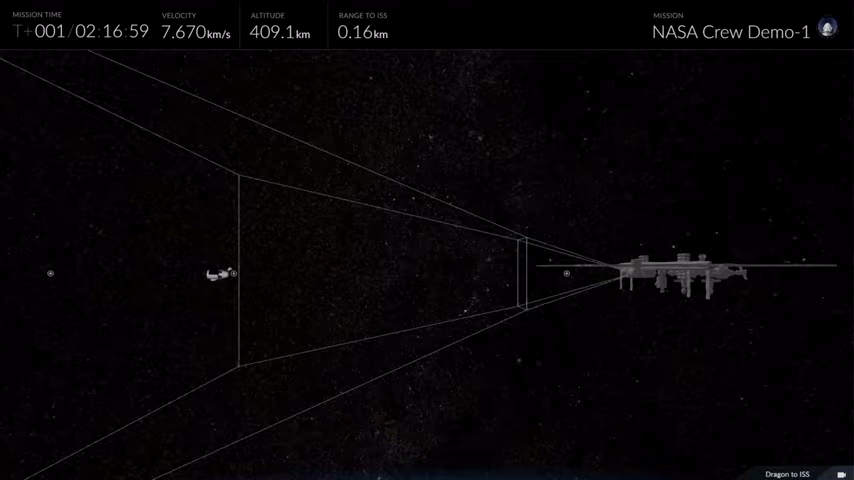 MISSION TIME
T+001/02:16:59
VELOCITY
7.670km/s
ALTITUDE
409.1km
RANGE TO ISS
0.16km
MISSION
NASA Crew Demo-1
Dragon to ISS